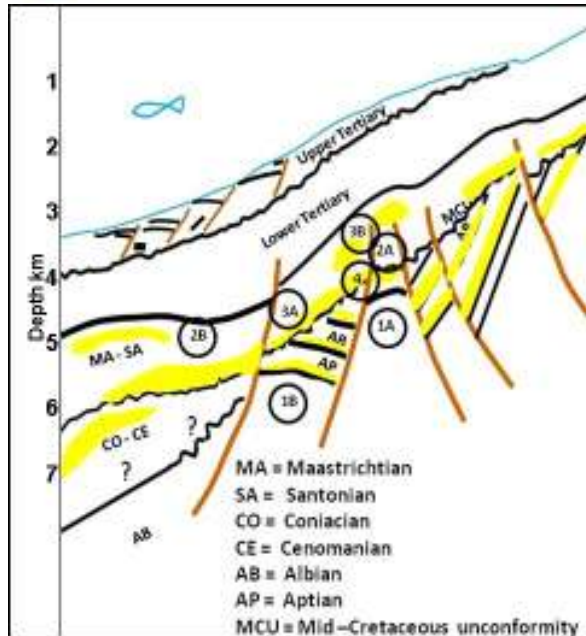 Depth km
1
2
3
4
5
6
7
Upper Tertiary
Lower Tertiary
MCU
3B
2A
4
3A
1A
2B
AB
AP
MA - SA
1B
CO - CE
?
?
AB
MA = Maastrichtian
SA = Santonian
CO = Coniacian
CE = Cenomanian
AB = Albian
AP = Aptian
MCU = Mid –Cretaceous unconformity